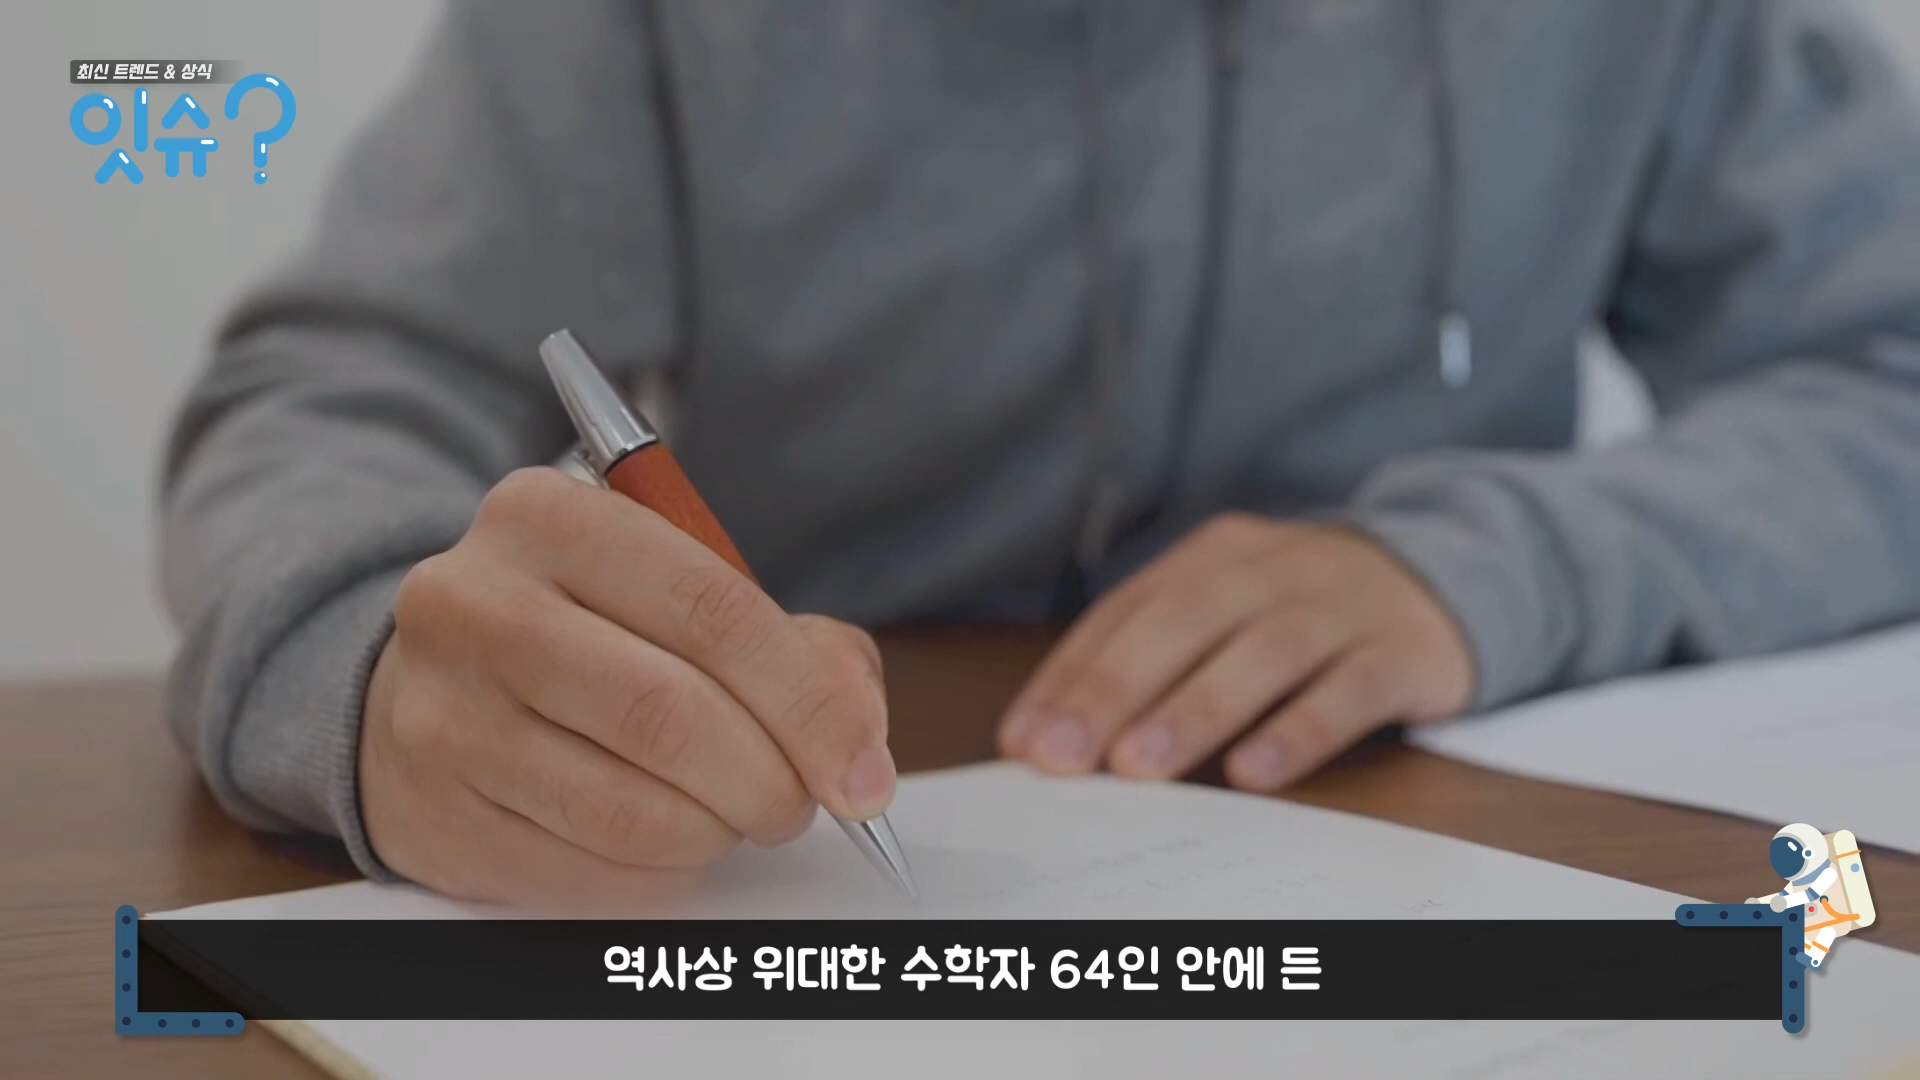 최신 트렌드 & 상식
잇슈?
역사상 위대한 수학자 64인 안에 든